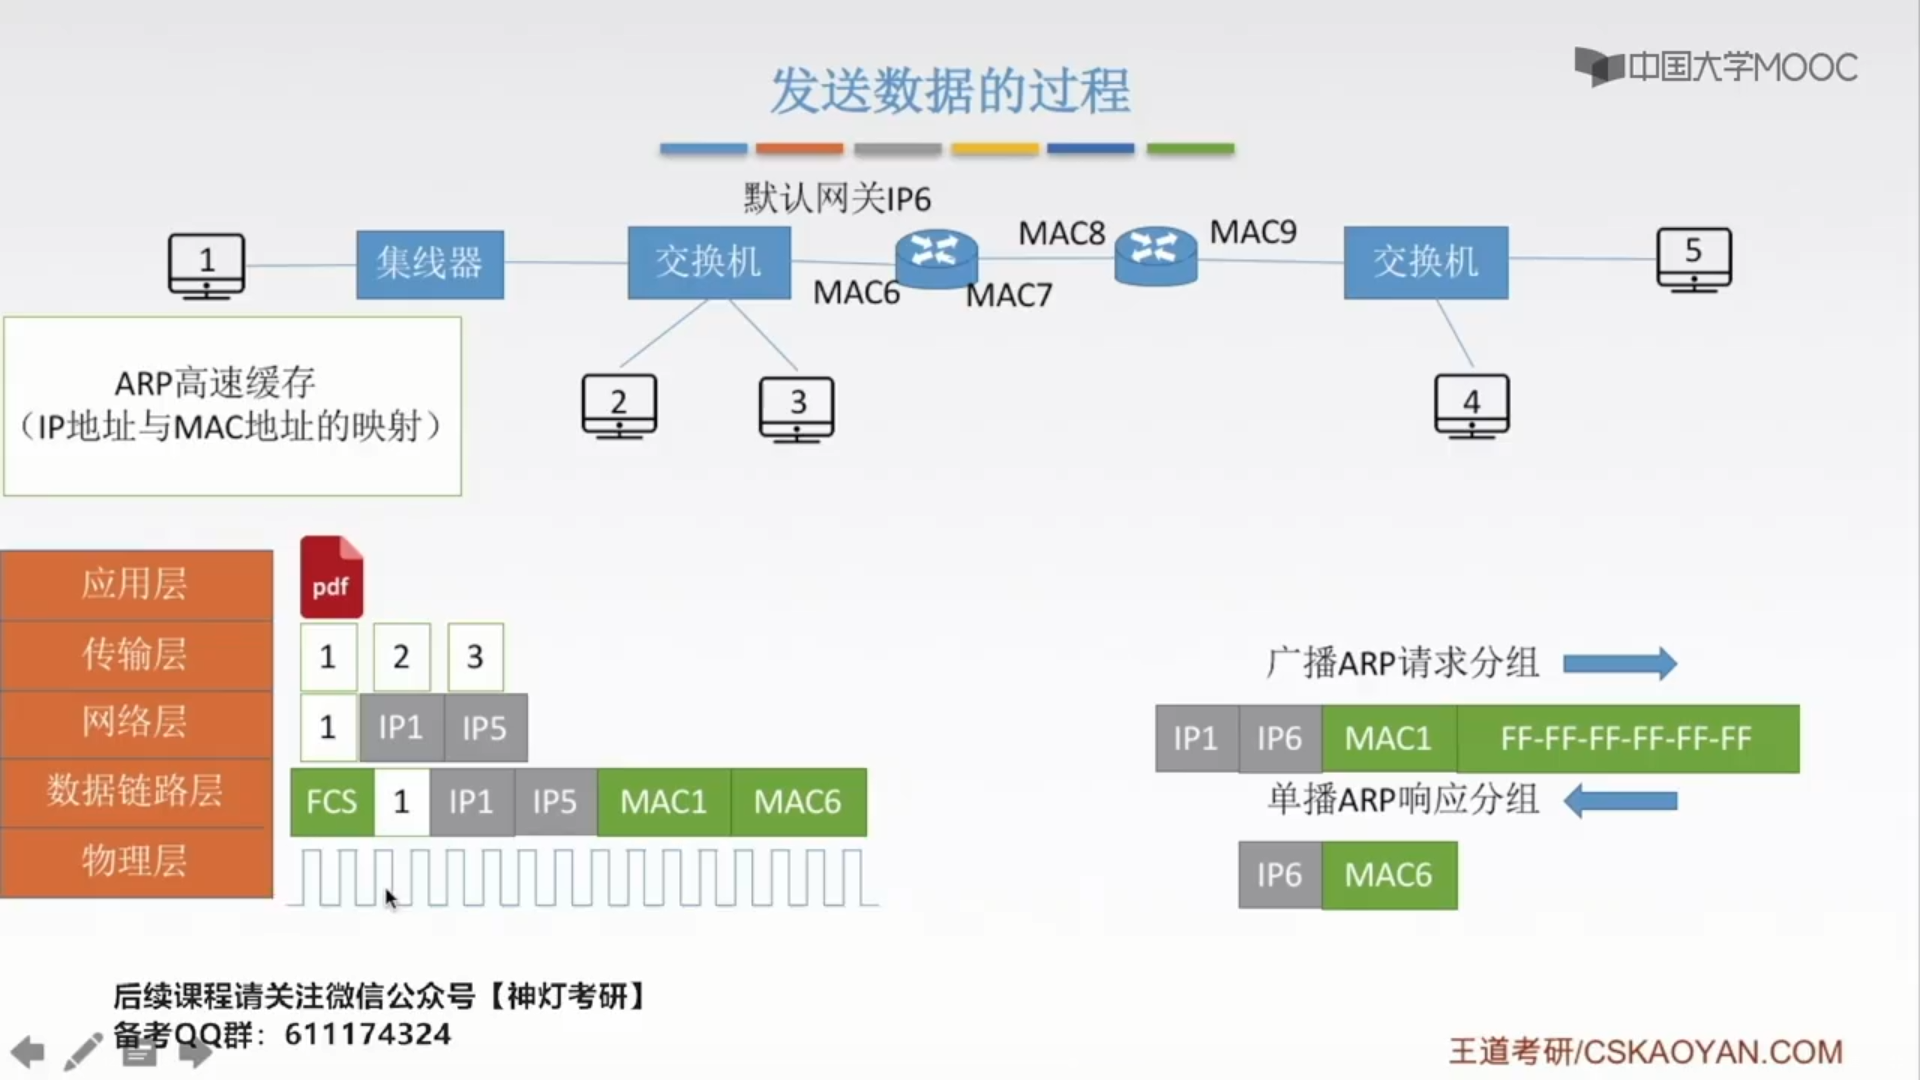 发送数据的过程
中国大学MOOC
默认网关IP6
1
集线器
交换机
MAC6
MAC7
MAC8
MAC9
交换机
5
2
3
4
ARP高速缓存
（IP地址与MAC地址的映射）
应用层
pdf
传输层
1 2 3
网络层
1 IP1 IP5
数据链路层
FCS 1 IP1 IP5 MAC1 MAC6
物理层
广播ARP请求分组
IP1 IP6 MAC1 FF-FF-FF-FF-FF-FF
单播ARP响应分组
IP6 MAC6
后续课程请关注微信公众号【神灯考研】
备考QQ群：611174324
王道考研/CSKAOYAN.COM